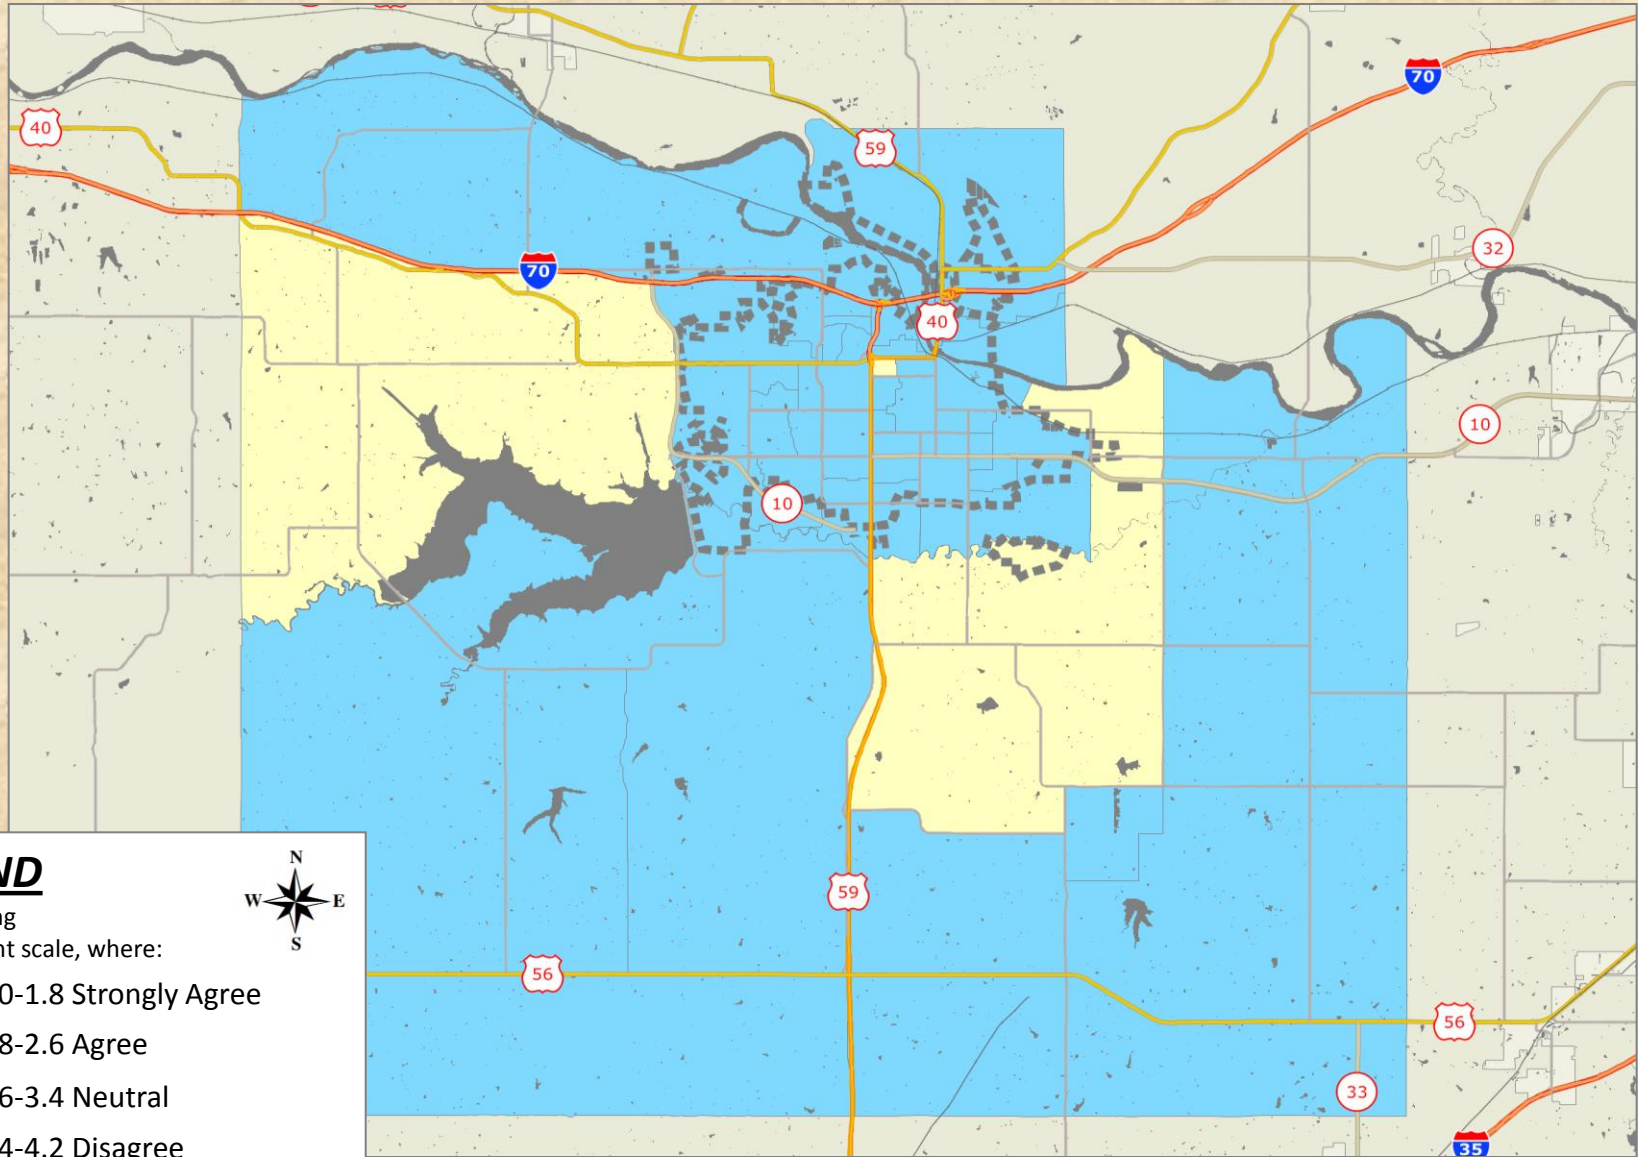 70
40
59
32
70
40
10
10
59
56
56
33
35
ND
N
W E
S
ng
nt scale, where:
0-1.8 Strongly Agree
8-2.6 Agree
6-3.4 Neutral
4-4.2 Disagree